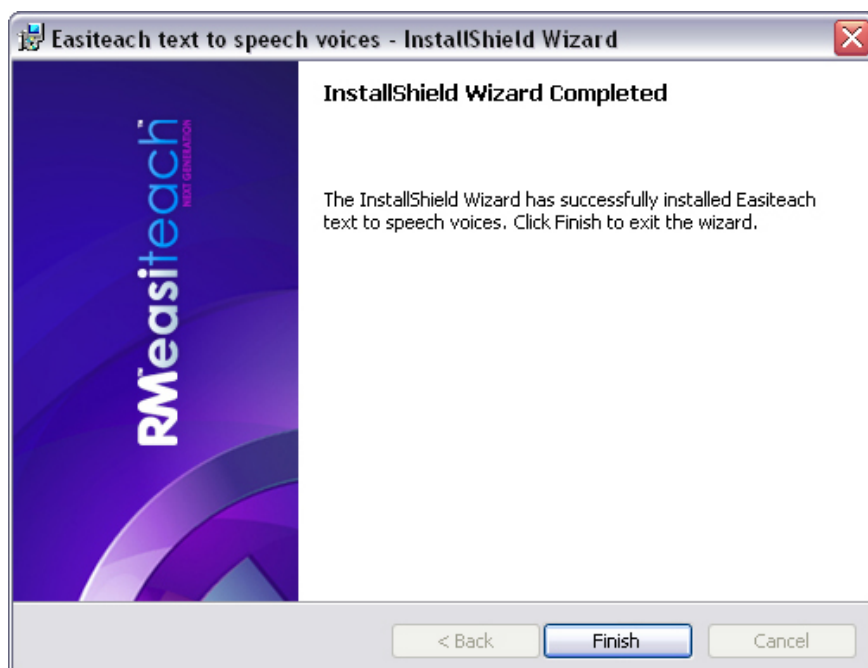 Easiteach text to speech voices - InstallShield Wizard
InstallShield Wizard Completed
The InstallShield Wizard has successfully installed Easiteach
text to speech voices. Click Finish to exit the wizard.
RM™easiteach™
NEXT GENERATION
< Back
Finish
Cancel